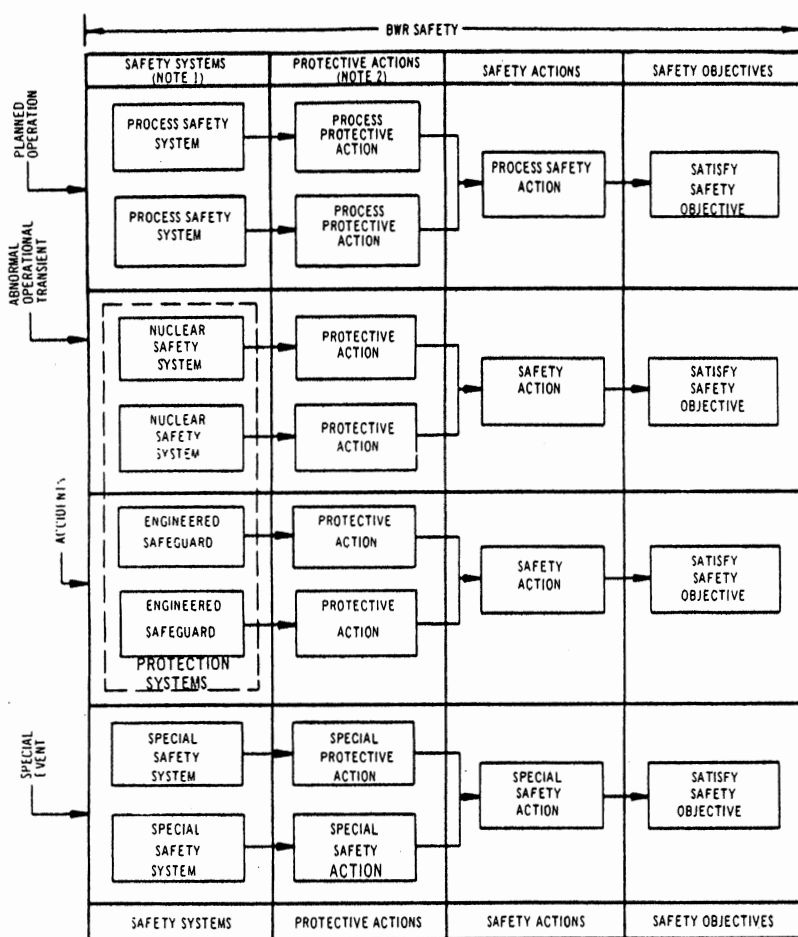 BWR SAFETY
SAFETY SYSTEMS
(NOTE 1)
PROTECTIVE ACTIONS
(NOTE 2)
SAFETY ACTIONS
SAFETY OBJECTIVES
PLANNED
OPERATION
PROCESS SAFETY
SYSTEM
PROCESS
PROTECTIVE
ACTION
PROCESS SAFETY
SYSTEM
PROCESS
PROTECTIVE
ACTION
PROCESS SAFETY
ACTION
SATISFY
SAFETY
OBJECTIVE
ABNORMAL
OPERATIONAL
TRANSIENT
NUCLEAR
SAFETY
SYSTEM
PROTECTIVE
ACTION
NUCLEAR
SAFETY
SYSTEM
PROTECTIVE
ACTION
SAFETY
ACTION
SATISFY
SAFETY
OBJECTIVE
ACCIDENTS
ENGINEERED
SAFEGUARD
PROTECTIVE
ACTION
ENGINEERED
SAFEGUARD
PROTECTIVE
ACTION
PROTECTION
SYSTEMS
SAFETY
ACTION
SATISFY
SAFETY
OBJECTIVE
SPECIAL
EVENT
SPECIAL
SAFETY
SYSTEM
SPECIAL
PROTECTIVE
ACTION
SPECIAL
SAFETY
SYSTEM
SPECIAL
SAFETY
ACTION
SPECIAL
SAFETY
ACTION
SATISFY
SAFETY
OBJECTIVE
SAFETY SYSTEMS
PROTECTIVE ACTIONS
SAFETY ACTIONS
SAFETY OBJECTIVES